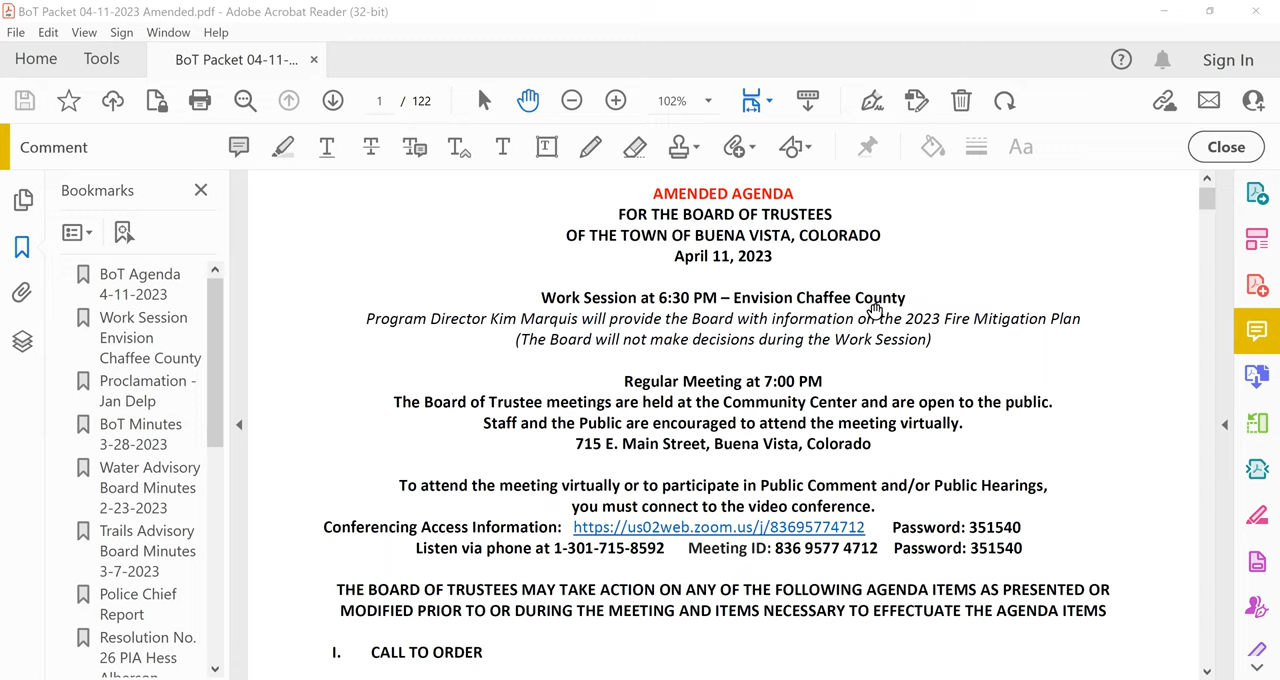 BoT Packet 04-11-2023 Amended.pdf - Adobe Acrobat Reader (32-bit)
File Edit View Sign Window Help
Home Tools BoT Packet 04-11-... × Sign In
1 / 122 102%
Comment Close
Bookmarks
BoT Agenda
4-11-2023
Work Session
Envision
Chaffee County
Proclamation -
Jan Delp
BoT Minutes
3-28-2023
Water Advisory
Board Minutes
2-23-2023
Trails Advisory
Board Minutes
3-7-2023
Police Chief
Report
Resolution No.
26 PIA Hess
Alberson
AMENDED AGENDA
FOR THE BOARD OF TRUSTEES
OF THE TOWN OF BUENA VISTA, COLORADO
April 11, 2023
Work Session at 6:30 PM – Envision Chaffee County
Program Director Kim Marquis will provide the Board with information on the 2023 Fire Mitigation Plan
(The Board will not make decisions during the Work Session)
Regular Meeting at 7:00 PM
The Board of Trustee meetings are held at the Community Center and are open to the public.
Staff and the Public are encouraged to attend the meeting virtually.
715 E. Main Street, Buena Vista, Colorado
To attend the meeting virtually or to participate in Public Comment and/or Public Hearings,
you must connect to the video conference.
Conferencing Access Information: https://us02web.zoom.us/j/83695774712 Password: 351540
Listen via phone at 1-301-715-8592 Meeting ID: 836 9577 4712 Password: 351540
THE BOARD OF TRUSTEES MAY TAKE ACTION ON ANY OF THE FOLLOWING AGENDA ITEMS AS PRESENTED OR
MODIFIED PRIOR TO OR DURING THE MEETING AND ITEMS NECESSARY TO EFFECTUATE THE AGENDA ITEMS
I. CALL TO ORDER